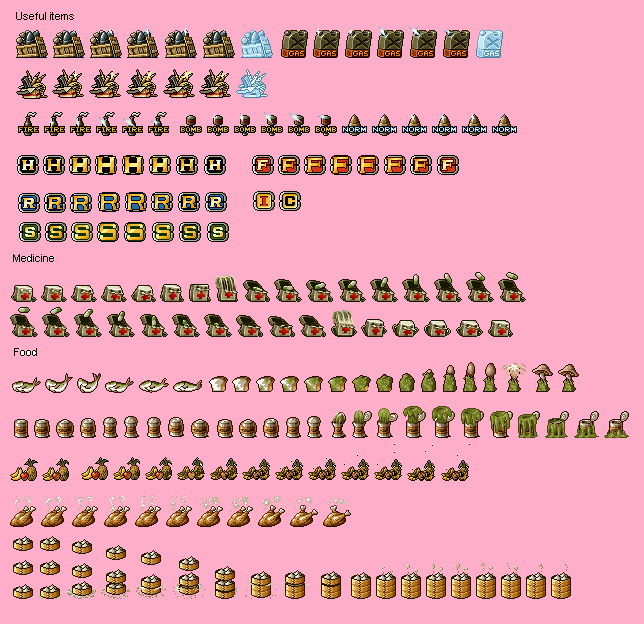 Useful items
GAS GAS GAS GAS GAS GAS GAS
FIRE FIRE FIRE FIRE FIRE FIRE BOMB BOMB BOMB BOMB BOMB BOMB NORM NORM NORM NORM NORM NORM
H H H H H H H H F F F F F F F F
R R R R R R R R I C
S S S S S S S S
Medicine
Food